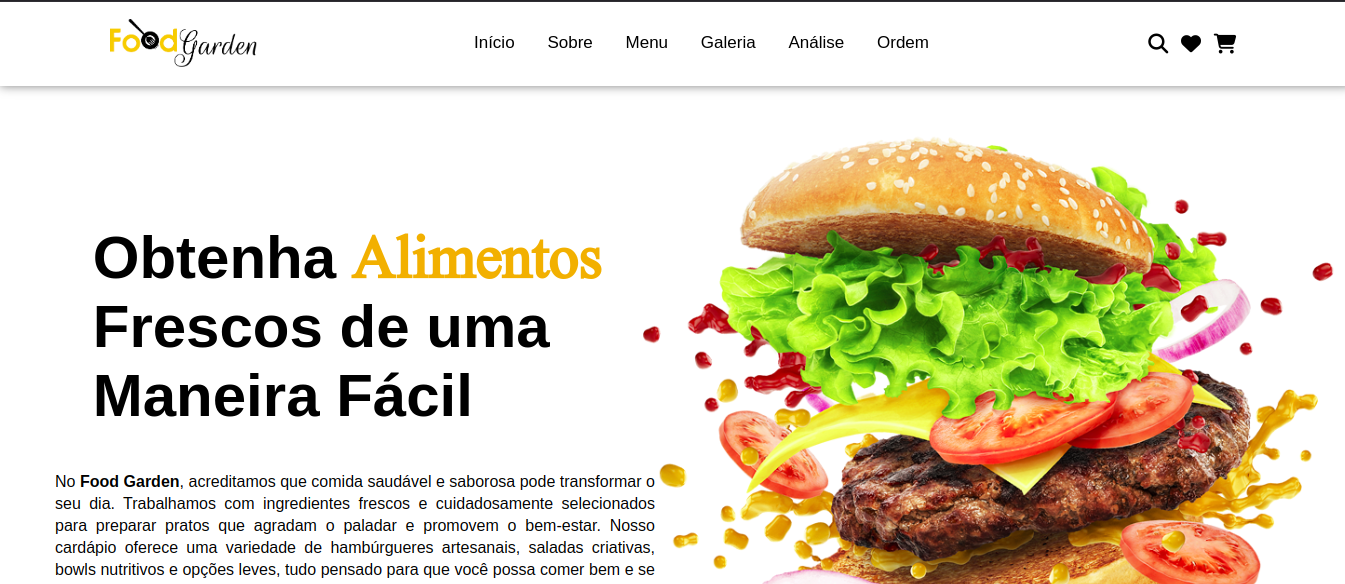 Food Garden
Início Sobre Menu Galeria Análise Ordem
Obtenha Alimentos
Frescos de uma
Maneira Fácil
No Food Garden, acreditamos que comida saudável e saborosa pode transformar o
seu dia. Trabalhamos com ingredientes frescos e cuidadosamente selecionados
para preparar pratos que agradam o paladar e promovem o bem-estar. Nosso
cardápio oferece uma variedade de hambúrgueres artesanais, saladas criativas,
bowls nutritivos e opções leves, tudo pensado para que você possa comer bem e se